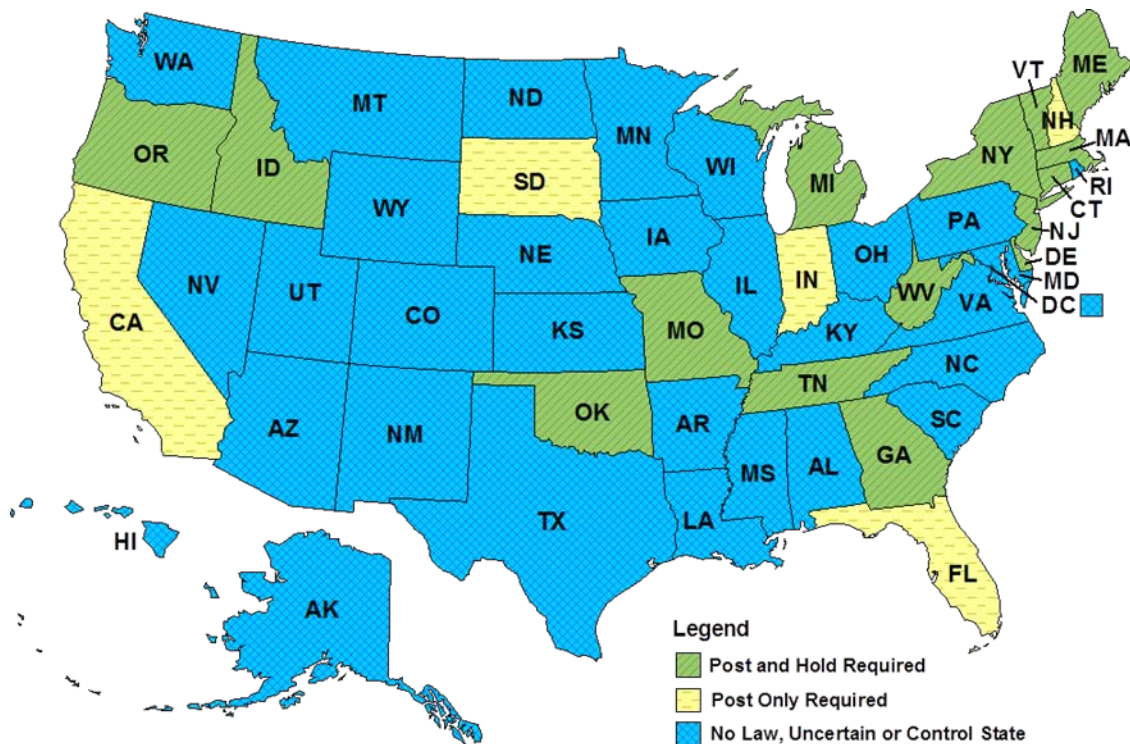 WA
MT
ND
MN
VT
ME
NH
OR
ID
SD
WI
MI
NY
MA
WY
RI
CT
IA
PA
NJ
NE
OH
DE
NV
UT
IL
IN
WV
MD
CA
CO
VA
DC
KS
MO
KY
NC
TN
OK
AZ
NM
AR
SC
MS
AL
GA
TX
LA
HI
FL
AK
Legend
Post and Hold Required
Post Only Required
No Law, Uncertain or Control State